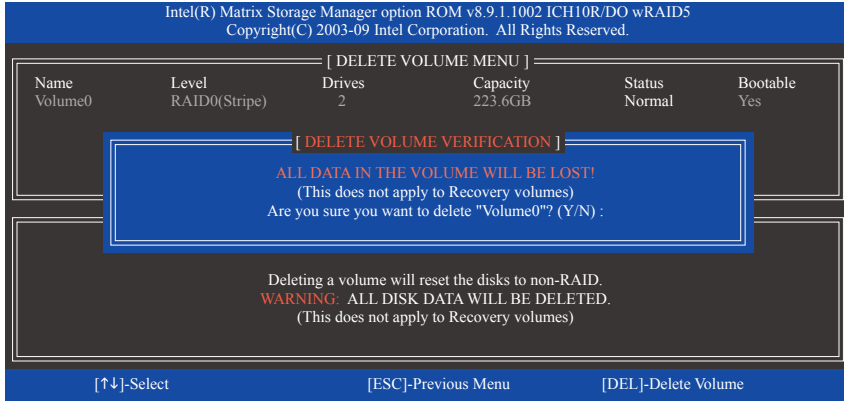 Intel(R) Matrix Storage Manager option ROM v8.9.1.1002 ICH10R/DO wRAID5
Copyright(C) 2003-09 Intel Corporation. All Rights Reserved.
[ DELETE VOLUME MENU ]
Name Level Drives Capacity Status Bootable
Volume0 RAID0(Stripe) 2 223.6GB Normal Yes
[ DELETE VOLUME VERIFICATION ]
ALL DATA IN THE VOLUME WILL BE LOST!
(This does not apply to Recovery volumes)
Are you sure you want to delete "Volume0"? (Y/N) :
Deleting a volume will reset the disks to non-RAID.
WARNING: ALL DISK DATA WILL BE DELETED.
(This does not apply to Recovery volumes)
[↑↓]-Select [ESC]-Previous Menu [DEL]-Delete Volume